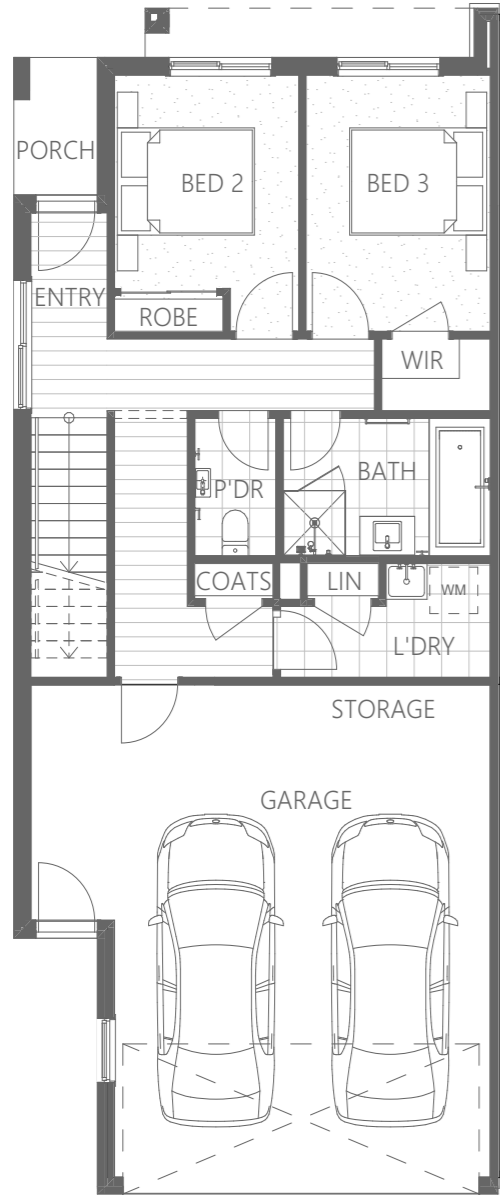 PORCH
BED 2
BED 3
ENTRY
ROBE
WIR
P'DR
BATH
COATS
LIN
WM
L'DRY
STORAGE
GARAGE